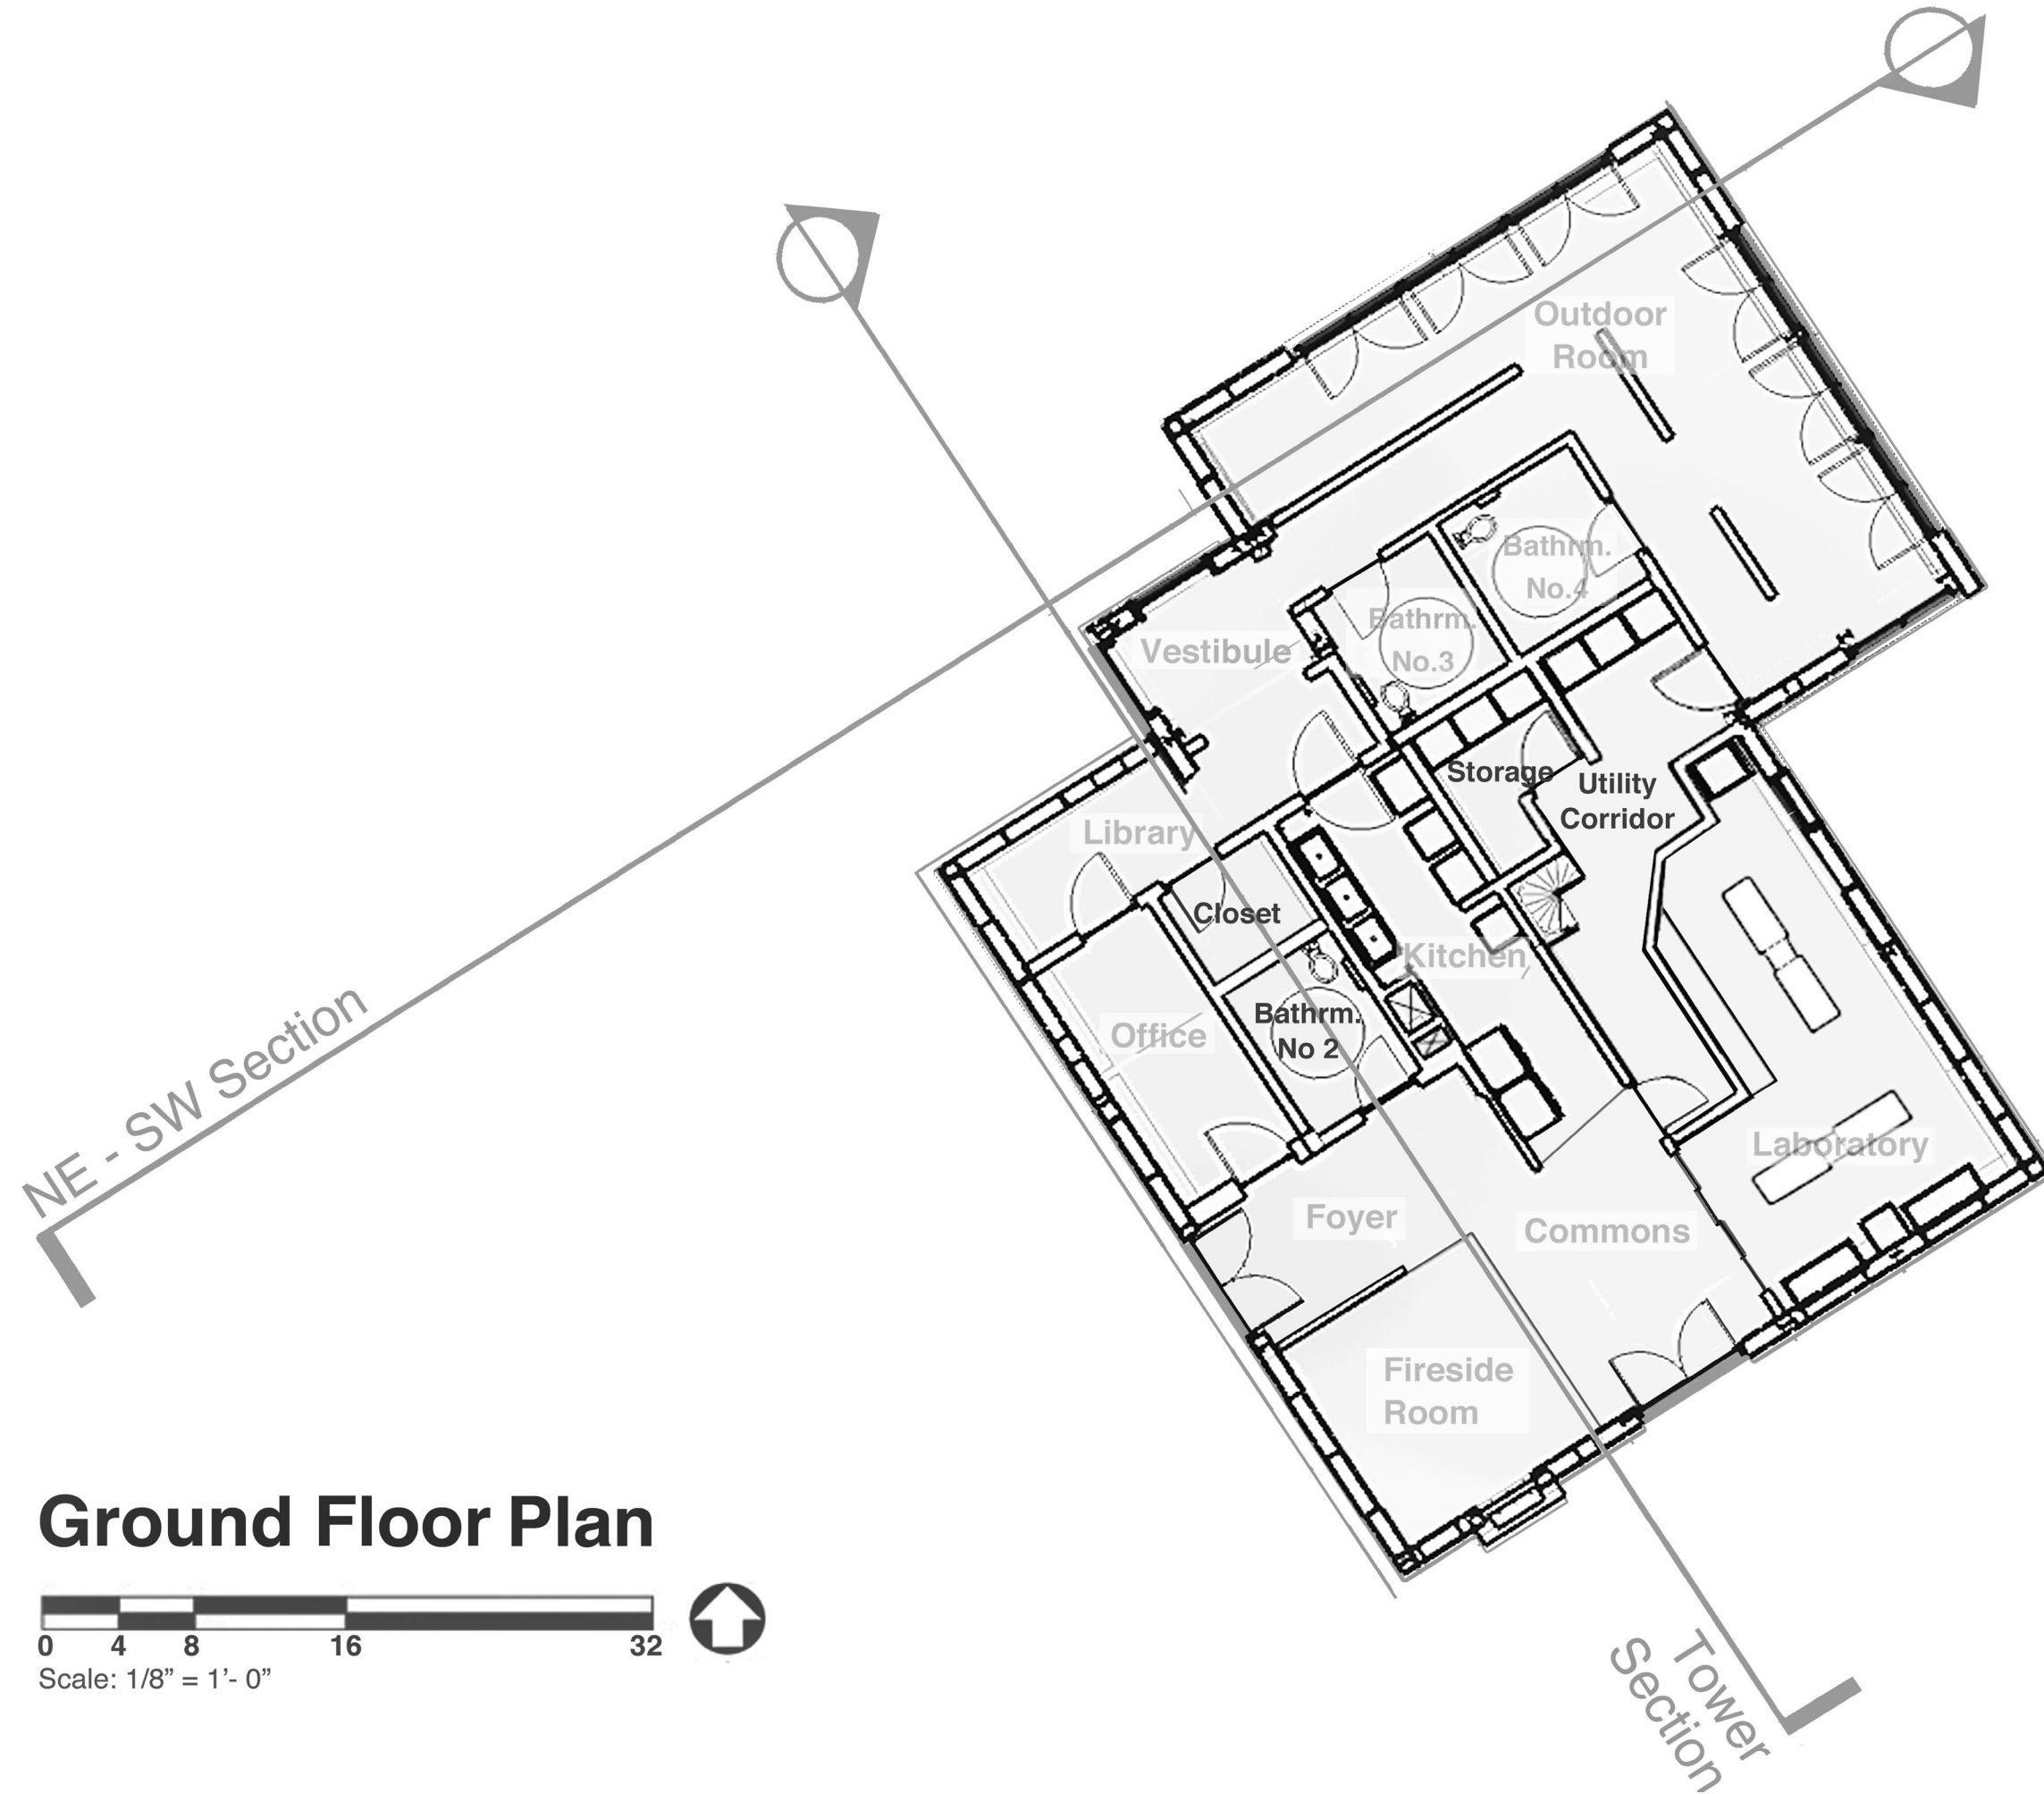 Outdoor
Room
Bathrm.
No.4
Bathrm.
No.3
Vestibule
Storage
Utility
Corridor
Library
Closet
Kitchen
Bathrm.
No 2
Office
Laboratory
Foyer
Commons
Fireside
Room
NE - SW Section
Tower
Section
Ground Floor Plan
0 4 8 16 32
Scale: 1/8” = 1’- 0”